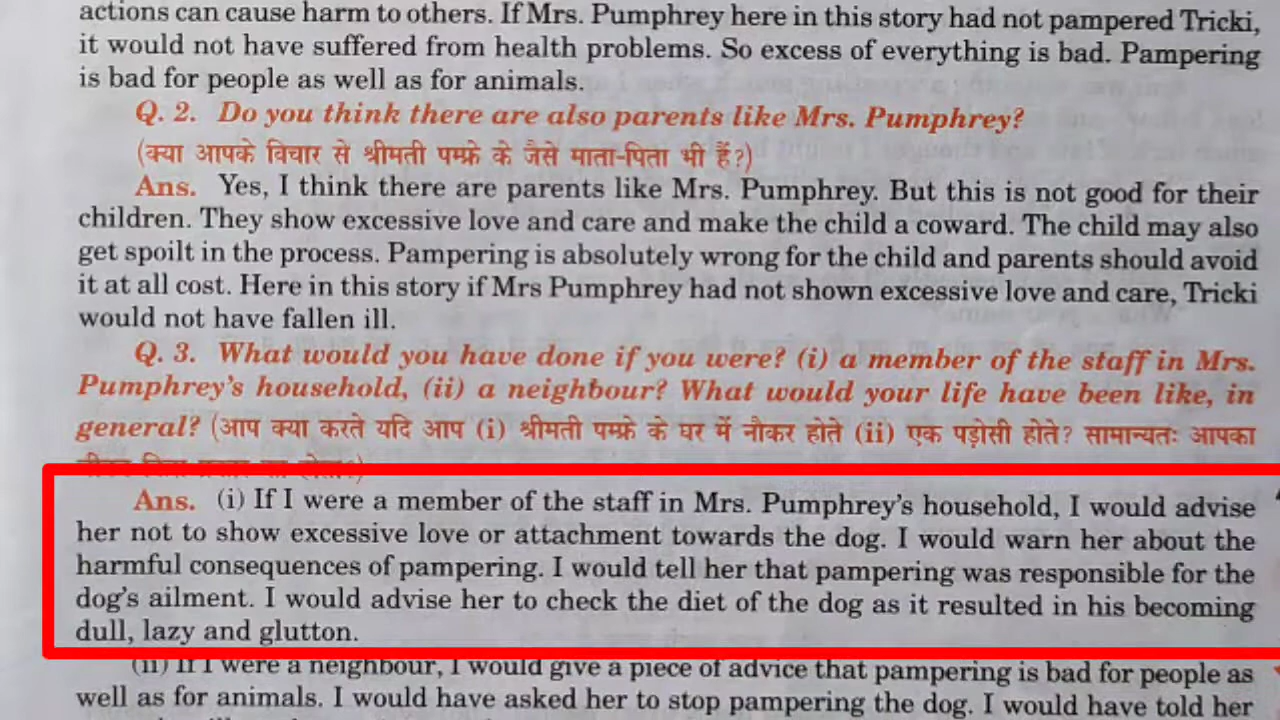 actions can cause harm to others. If Mrs. Pumphrey here in this story had not pampered Tricki,
it would not have suffered from health problems. So excess of everything is bad. Pampering
is bad for people as well as for animals.
Q. 2. Do you think there are also parents like Mrs. Pumphrey?
(क्या आपके विचार से श्रीमती पम्फ्रे के जैसे माता-पिता भी हैं?)
Ans. Yes, I think there are parents like Mrs. Pumphrey. But this is not good for their
children. They show excessive love and care and make the child a coward. The child may also
get spoilt in the process. Pampering is absolutely wrong for the child and parents should avoid
it at all cost. Here in this story if Mrs Pumphrey had not shown excessive love and care, Tricki
would not have fallen ill.
Q. 3. What would you have done if you were? (i) a member of the staff in Mrs.
Pumphrey's household, (ii) a neighbour? What would your life have been like, in
general? (आप क्या करते यदि आप (i) श्रीमती पम्फ्रे के घर में नौकर होते (ii) एक पड़ोसी होते? सामान्यतः आपका
Ans. (i) If I were a member of the staff in Mrs. Pumphrey's household, I would advise
her not to show excessive love or attachment towards the dog. I would warn her about the
harmful consequences of pampering. I would tell her that pampering was responsible for the
dog's ailment. I would advise her to check the diet of the dog as it resulted in his becoming
dull, lazy and glutton.
(ii) If I were a neighbour, I would give a piece of advice that pampering is bad for people as
well as for animals. I would have asked her to stop pampering the dog. I would have told her